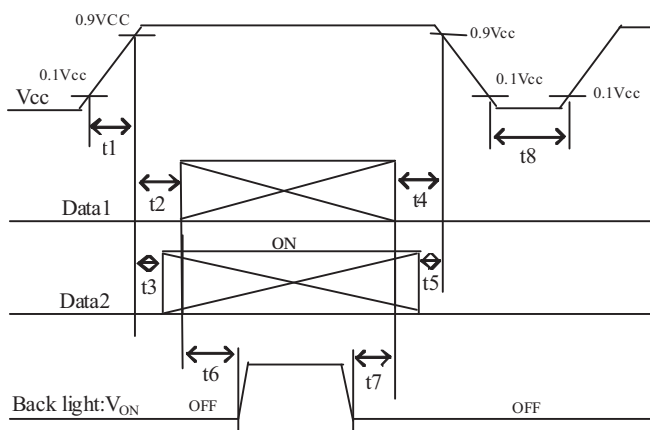 0.9VCC
0.9Vcc
0.1Vcc
0.1Vcc
0.1Vcc
Vcc
t1
t8
t2
t4
Data1
ON
t3
t5
Data2
t6
t7
Back light:VON
OFF
OFF